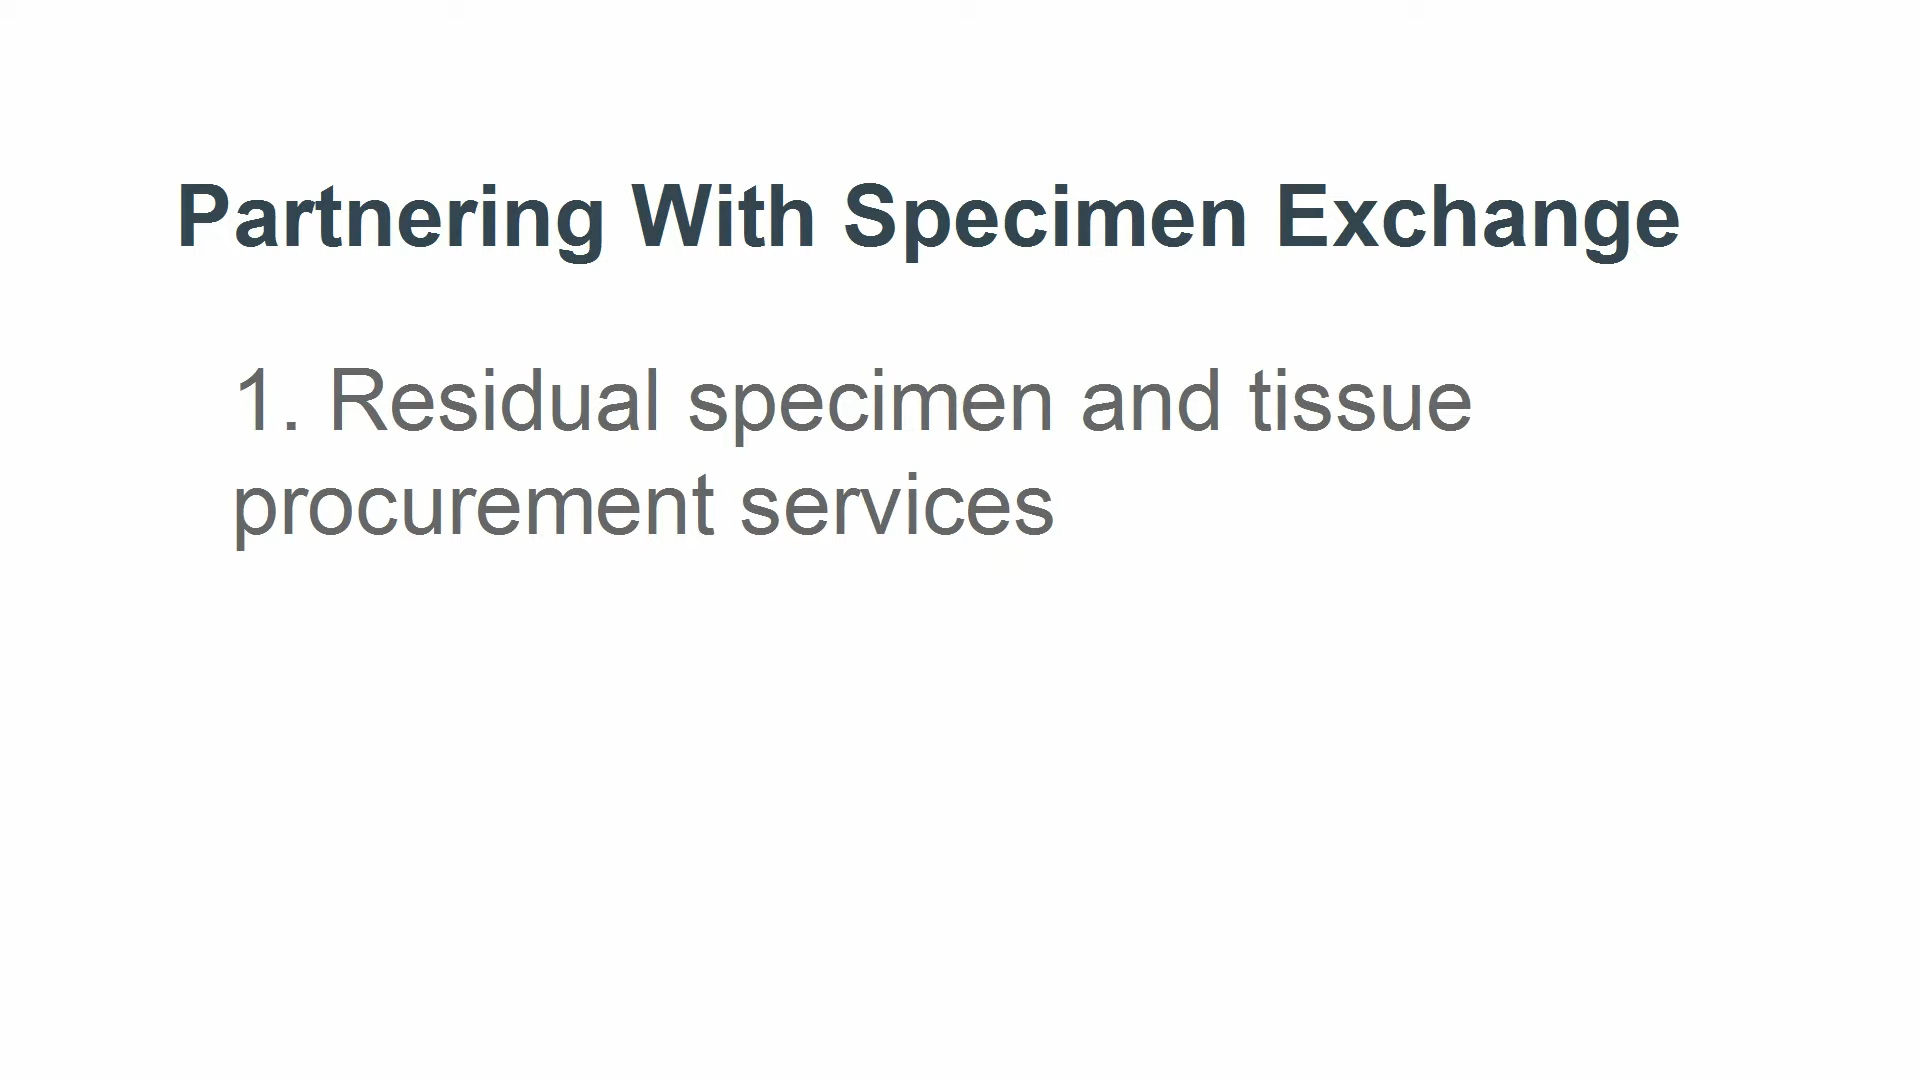 Partnering With Specimen Exchange
1. Residual specimen and tissue
procurement services